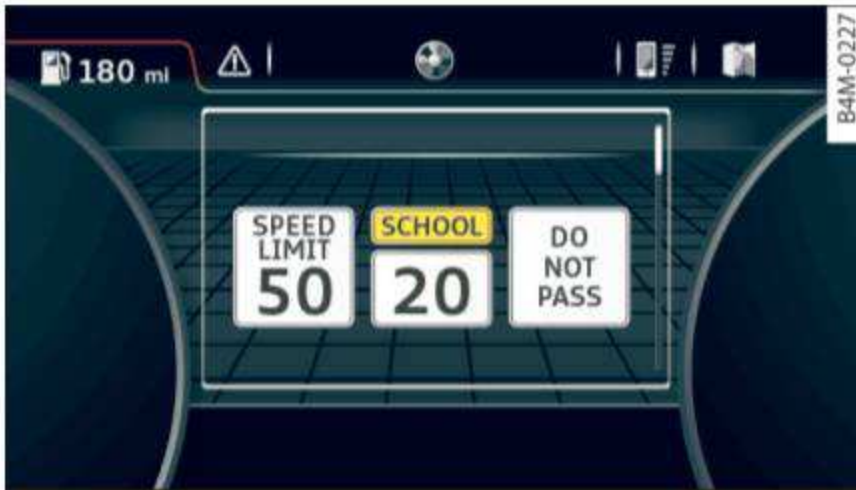 180 mi
SPEED
LIMIT
50
SCHOOL
20
DO
NOT
PASS
B4M-0227